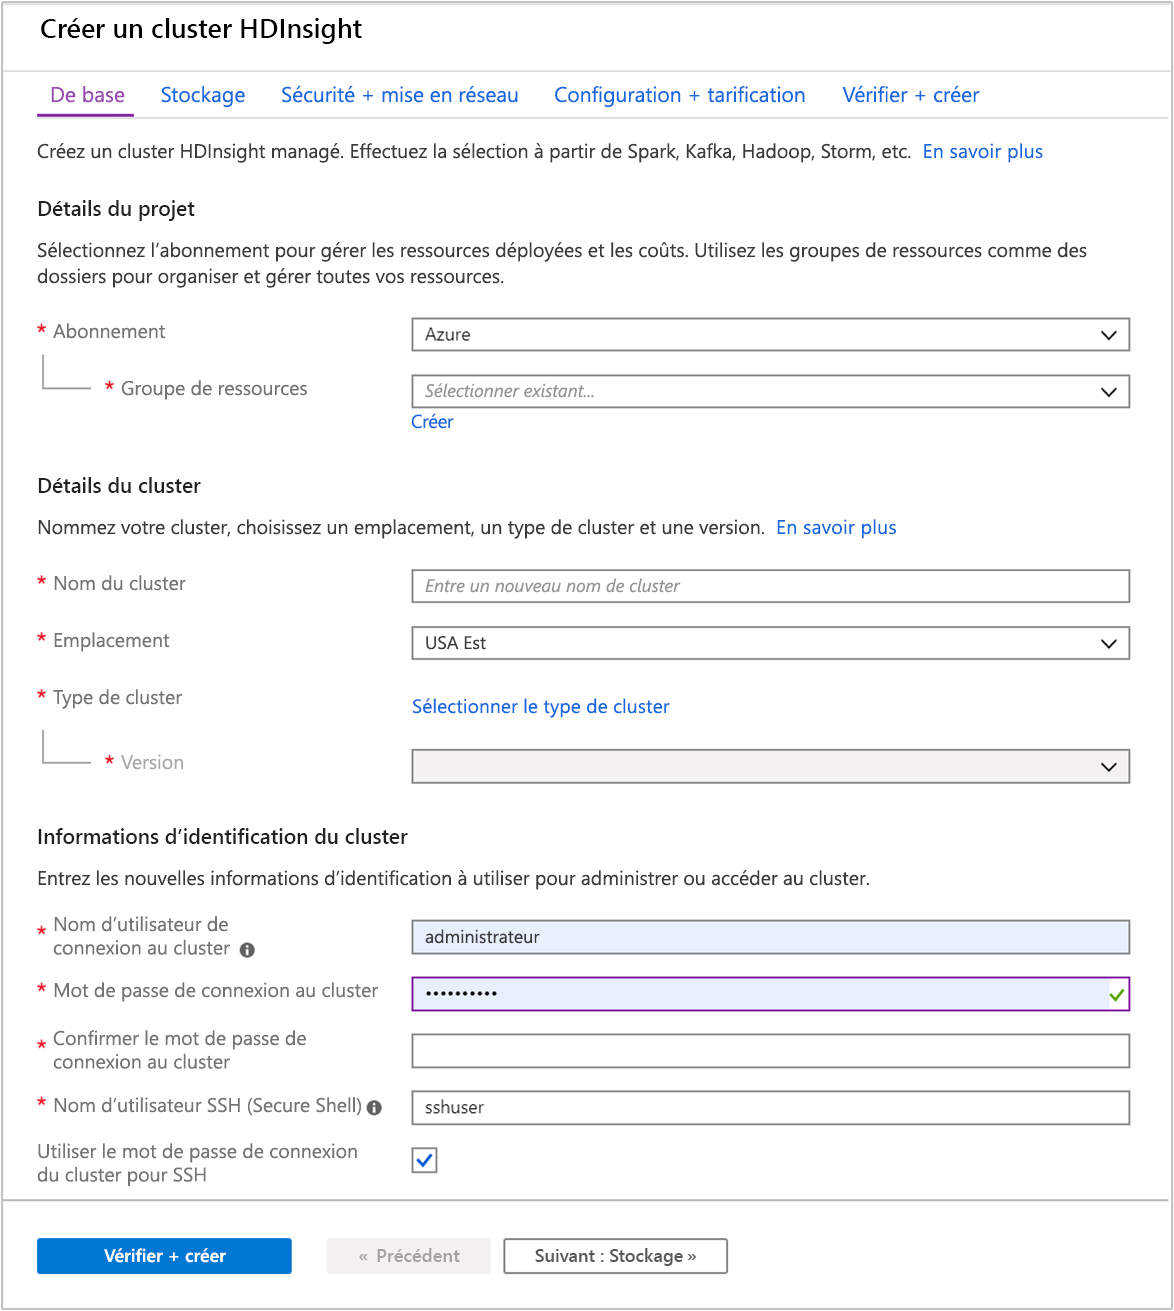 Créer un cluster HDInsight
De base Stockage Sécurité + mise en réseau Configuration + tarification Vérifier + créer
Créez un cluster HDInsight managé. Effectuez la sélection à partir de Spark, Kafka, Hadoop, Storm, etc. En savoir plus
Détails du projet
Sélectionnez l’abonnement pour gérer les ressources déployées et les coûts. Utilisez les groupes de ressources comme des
dossiers pour organiser et gérer toutes vos ressources.
* Abonnement Azure
* Groupe de ressources Sélectionner existant...
Créer
Détails du cluster
Nommez votre cluster, choisissez un emplacement, un type de cluster et une version. En savoir plus
* Nom du cluster Entre un nouveau nom de cluster
* Emplacement USA Est
* Type de cluster Sélectionner le type de cluster
* Version
Informations d’identification du cluster
Entrez les nouvelles informations d’identification à utiliser pour administrer ou accéder au cluster.
* Nom d’utilisateur de
connexion au cluster administrateur
* Mot de passe de connexion au cluster ••••••••••
* Confirmer le mot de passe de
connexion au cluster
* Nom d’utilisateur SSH (Secure Shell) sshuser
Utiliser le mot de passe de connexion
du cluster pour SSH
Vérifier + créer « Précédent Suivant : Stockage »